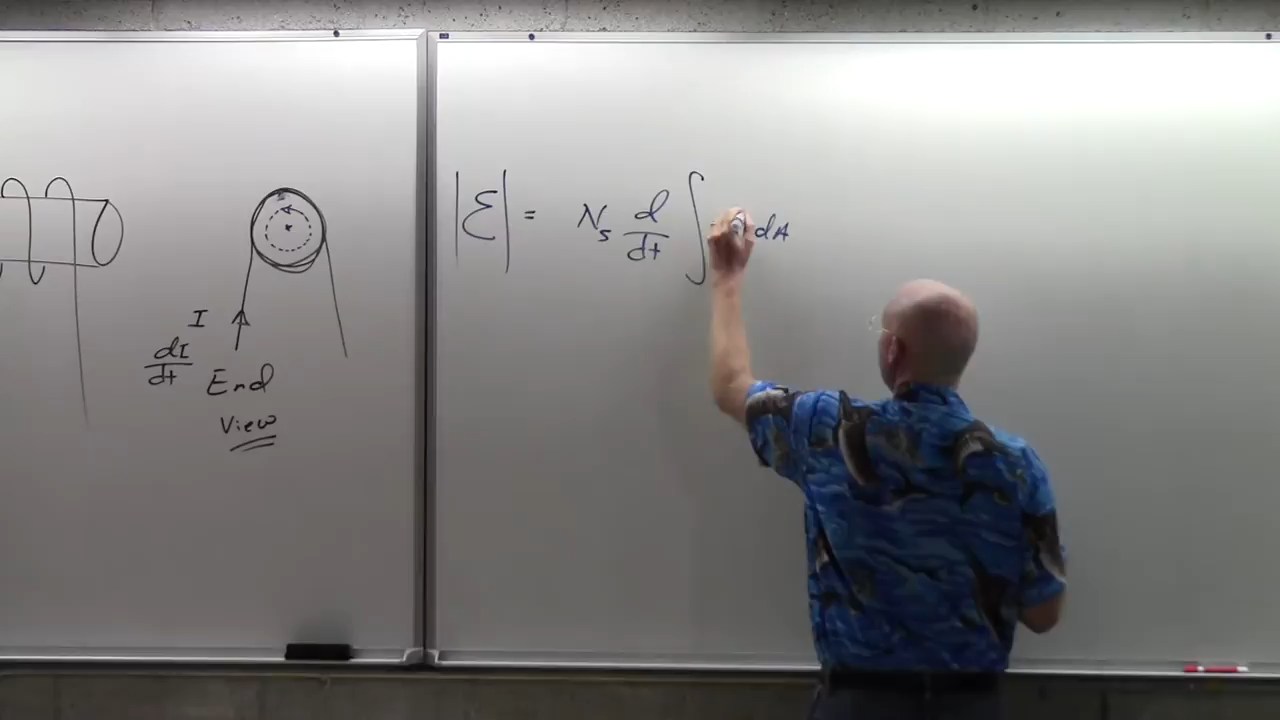 I
dI
dt
End
View
|ℰ| = N_s d/dt ∫ dA